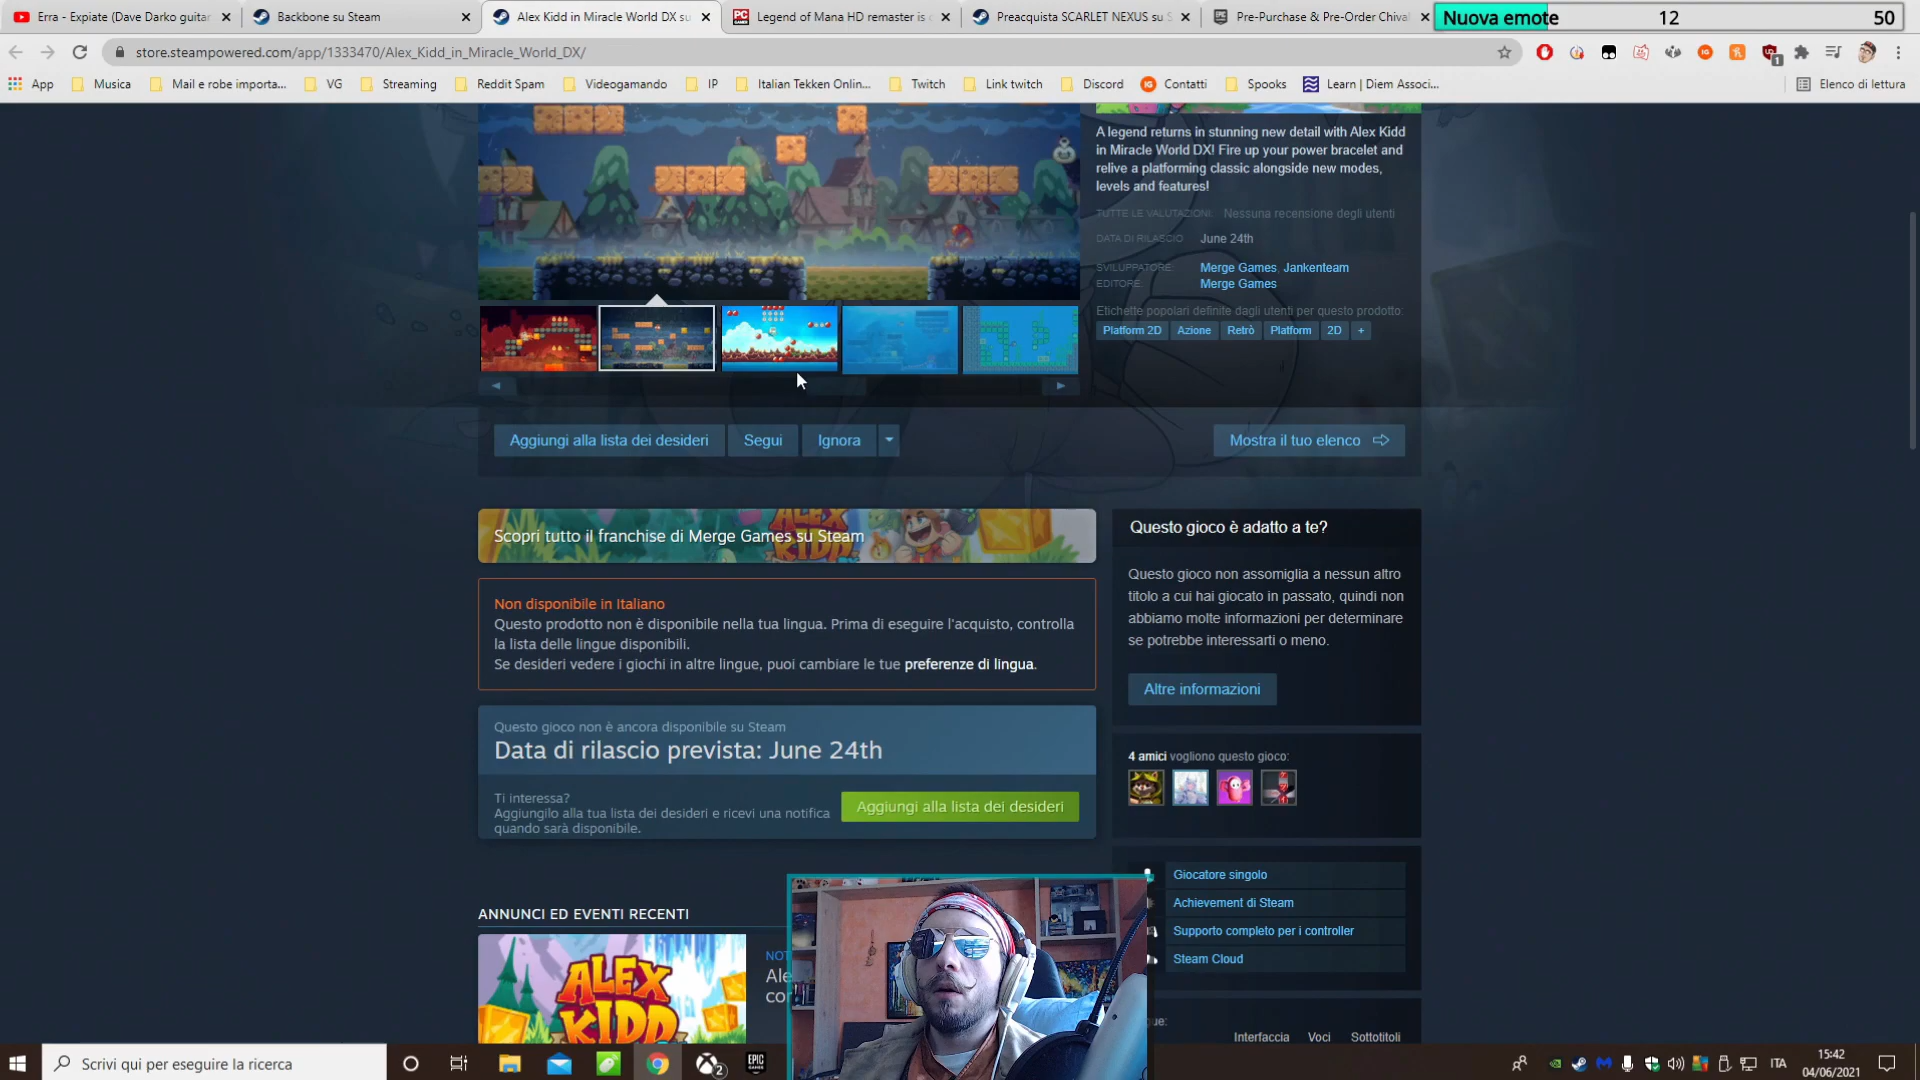 Erra - Expiate (Dave Darko guitar
Backbone su Steam
Alex Kidd in Miracle World DX su
Legend of Mana HD remaster is
Preacquista SCARLET NEXUS su S
Pre-Purchase & Pre-Order Chival
Nuova emote 12 50
store.steampowered.com/app/1333470/Alex_Kidd_in_Miracle_World_DX/
App
Musica
Mail e robe importa...
VG
Streaming
Reddit Spam
Videogamando
IP
Italian Tekken Onlin...
Twitch
Link twitch
Discord
Contatti
Spooks
Learn | Diem Associ...
Elenco di lettura
A legend returns in stunning new detail with Alex Kidd
in Miracle World DX! Fire up your power bracelet and
relive a platforming classic alongside new modes,
levels and features!
TUTTE LE VALUTAZIONI: Nessuna recensione degli utenti
DATA DI RILASCIO: June 24th
SVILUPPATORE: Merge Games, Jankenteam
EDITORE: Merge Games
Etichette popolari definite dagli utenti per questo prodotto:
Platform 2D Azione Retrò Platform 2D +
Aggiungi alla lista dei desideri
Segui
Ignora
Mostra il tuo elenco
Scopri tutto il franchise di Merge Games su Steam
Non disponibile in Italiano
Questo prodotto non è disponibile nella tua lingua. Prima di eseguire l'acquisto, controlla
la lista delle lingue disponibili.
Se desideri vedere i giochi in altre lingue, puoi cambiare le tue preferenze di lingua.
Questo gioco non è ancora disponibile su Steam
Data di rilascio prevista: June 24th
Ti interessa?
Aggiungilo alla tua lista dei desideri e ricevi una notifica
quando sarà disponibile.
Aggiungi alla lista dei desideri
ANNUNCI ED EVENTI RECENTI
ALEX
KIDD
NOT
Ale
co
Questo gioco è adatto a te?
Questo gioco non assomiglia a nessun altro
titolo a cui hai giocato in passato, quindi non
abbiamo molte informazioni per determinare
se potrebbe interessarti o meno.
Altre informazioni
4 amici vogliono questo gioco:
Giocatore singolo
Achievement di Steam
Supporto completo per i controller
Steam Cloud
ue:
Interfaccia Voci Sottotitoli
Scrivi qui per eseguire la ricerca
2
EPIC
GAMES
ITA
15:42
04/06/2021